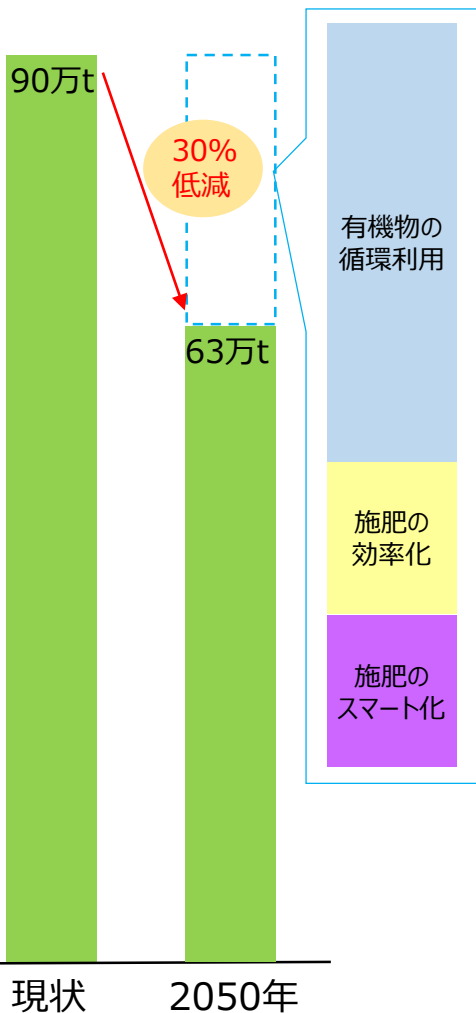 90万t
30%
低減
63万t
有機物の
循環利用
施肥の
効率化
施肥の
スマート化
現状
2050年